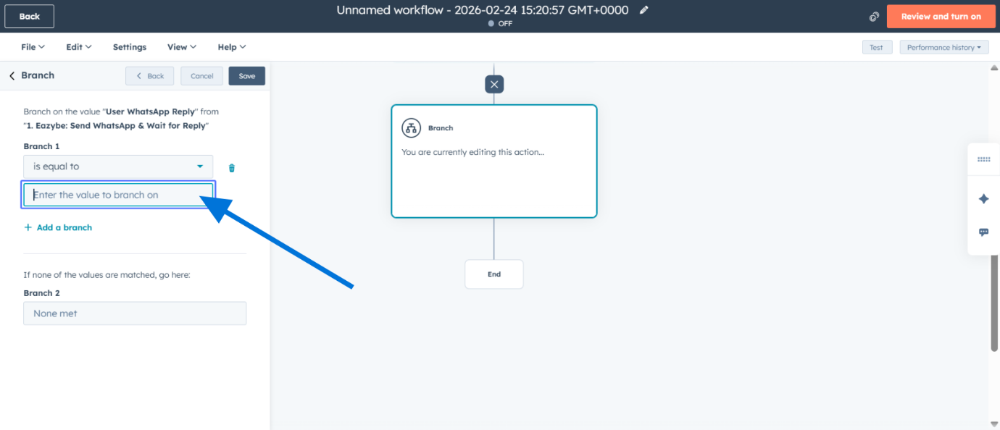 Back
Unnamed workflow - 2026-02-24 15:20:57 GMT+0000
OFF
Review and turn on
File
Edit
Settings
View
Help
Test
Performance history
Branch
Back
Cancel
Save
Branch on the value "User WhatsApp Reply" from
"1. Eazybe: Send WhatsApp & Wait for Reply"
Branch 1
is equal to
Enter the value to branch on
+ Add a branch
If none of the values are matched, go here:
Branch 2
None met
Branch
You are currently editing this action...
End